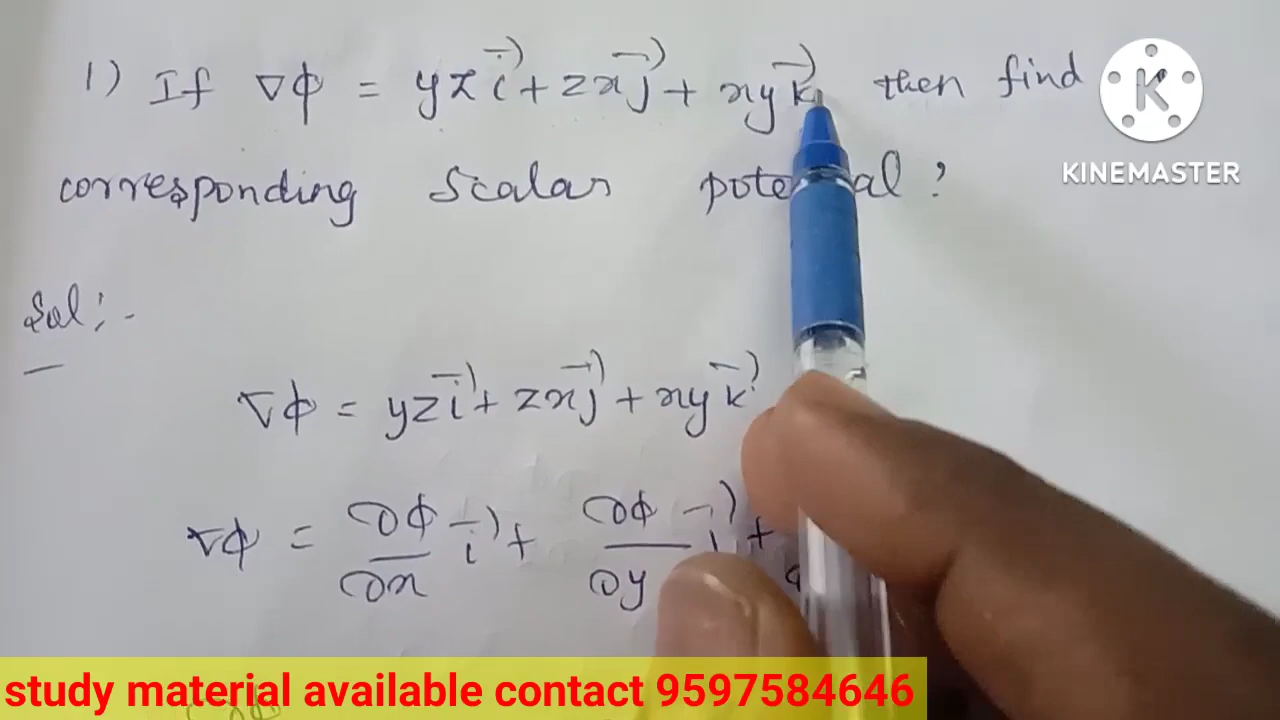 1) If ∇φ = yz i⃗ + zx j⃗ + xy k⃗ then find
K
KINEMASTER
corresponding scalar potential?
Sol:-
∇φ = yz i⃗ + zx j⃗ + xy k⃗
∇φ = ∂φ/∂x i⃗ + ∂φ/∂y j⃗ +
study material available contact 9597584646